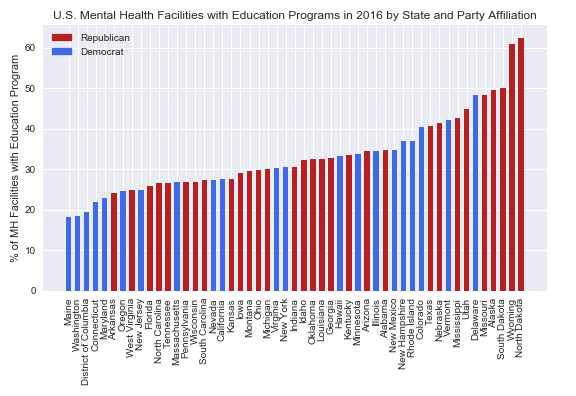 U.S. Mental Health Facilities with Education Programs in 2016 by State and Party Affiliation
Republican
Democrat
% of MH Facilities with Education Program
60
50
40
30
20
10
0
Maine
Washington
District of Columbia
Connecticut
Maryland
Arkansas
Oregon
West Virginia
New Jersey
Florida
North Carolina
Tennessee
Massachusetts
Pennsylvania
Wisconsin
South Carolina
Nevada
California
Kansas
Iowa
Montana
Ohio
Michigan
Virginia
New York
Indiana
Idaho
Oklahoma
Louisiana
Georgia
Hawaii
Kentucky
Minnesota
Arizona
Illinois
Alabama
New Mexico
New Hampshire
Rhode Island
Colorado
Texas
Nebraska
Vermont
Mississippi
Utah
Delaware
Missouri
Alaska
South Dakota
Wyoming
North Dakota